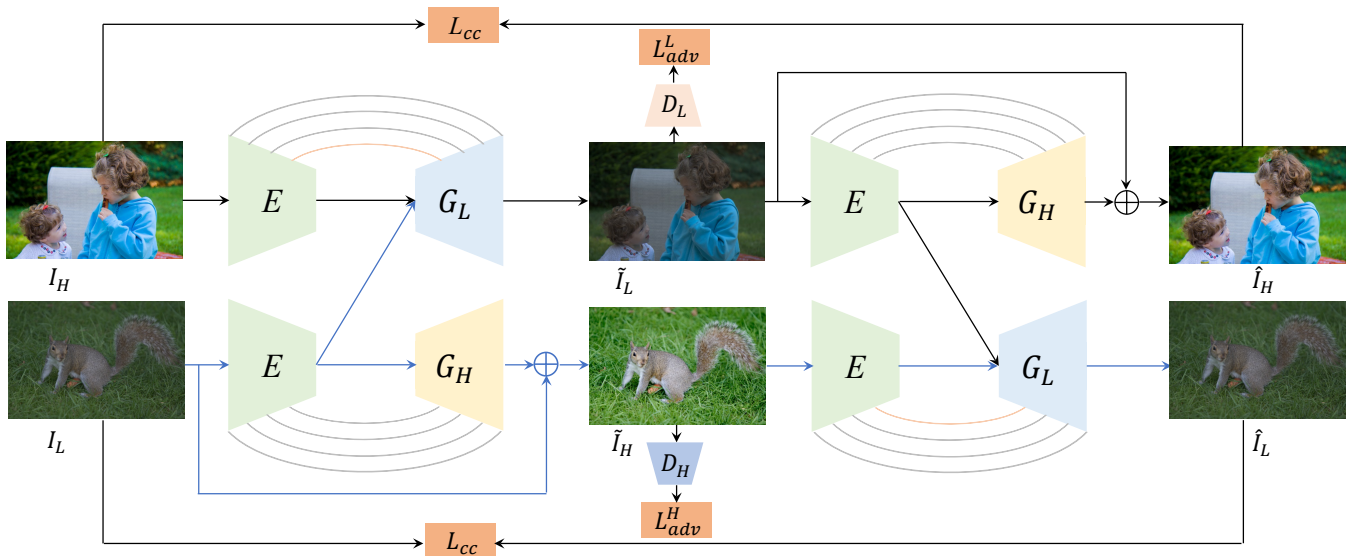 L_cc
L^L_adv
D_L
E
G_L
E
G_H
I_H
Ĩ_L
Î_H
E
G_H
E
G_L
I_L
Ĩ_H
Î_L
D_H
L^H_adv
L_cc